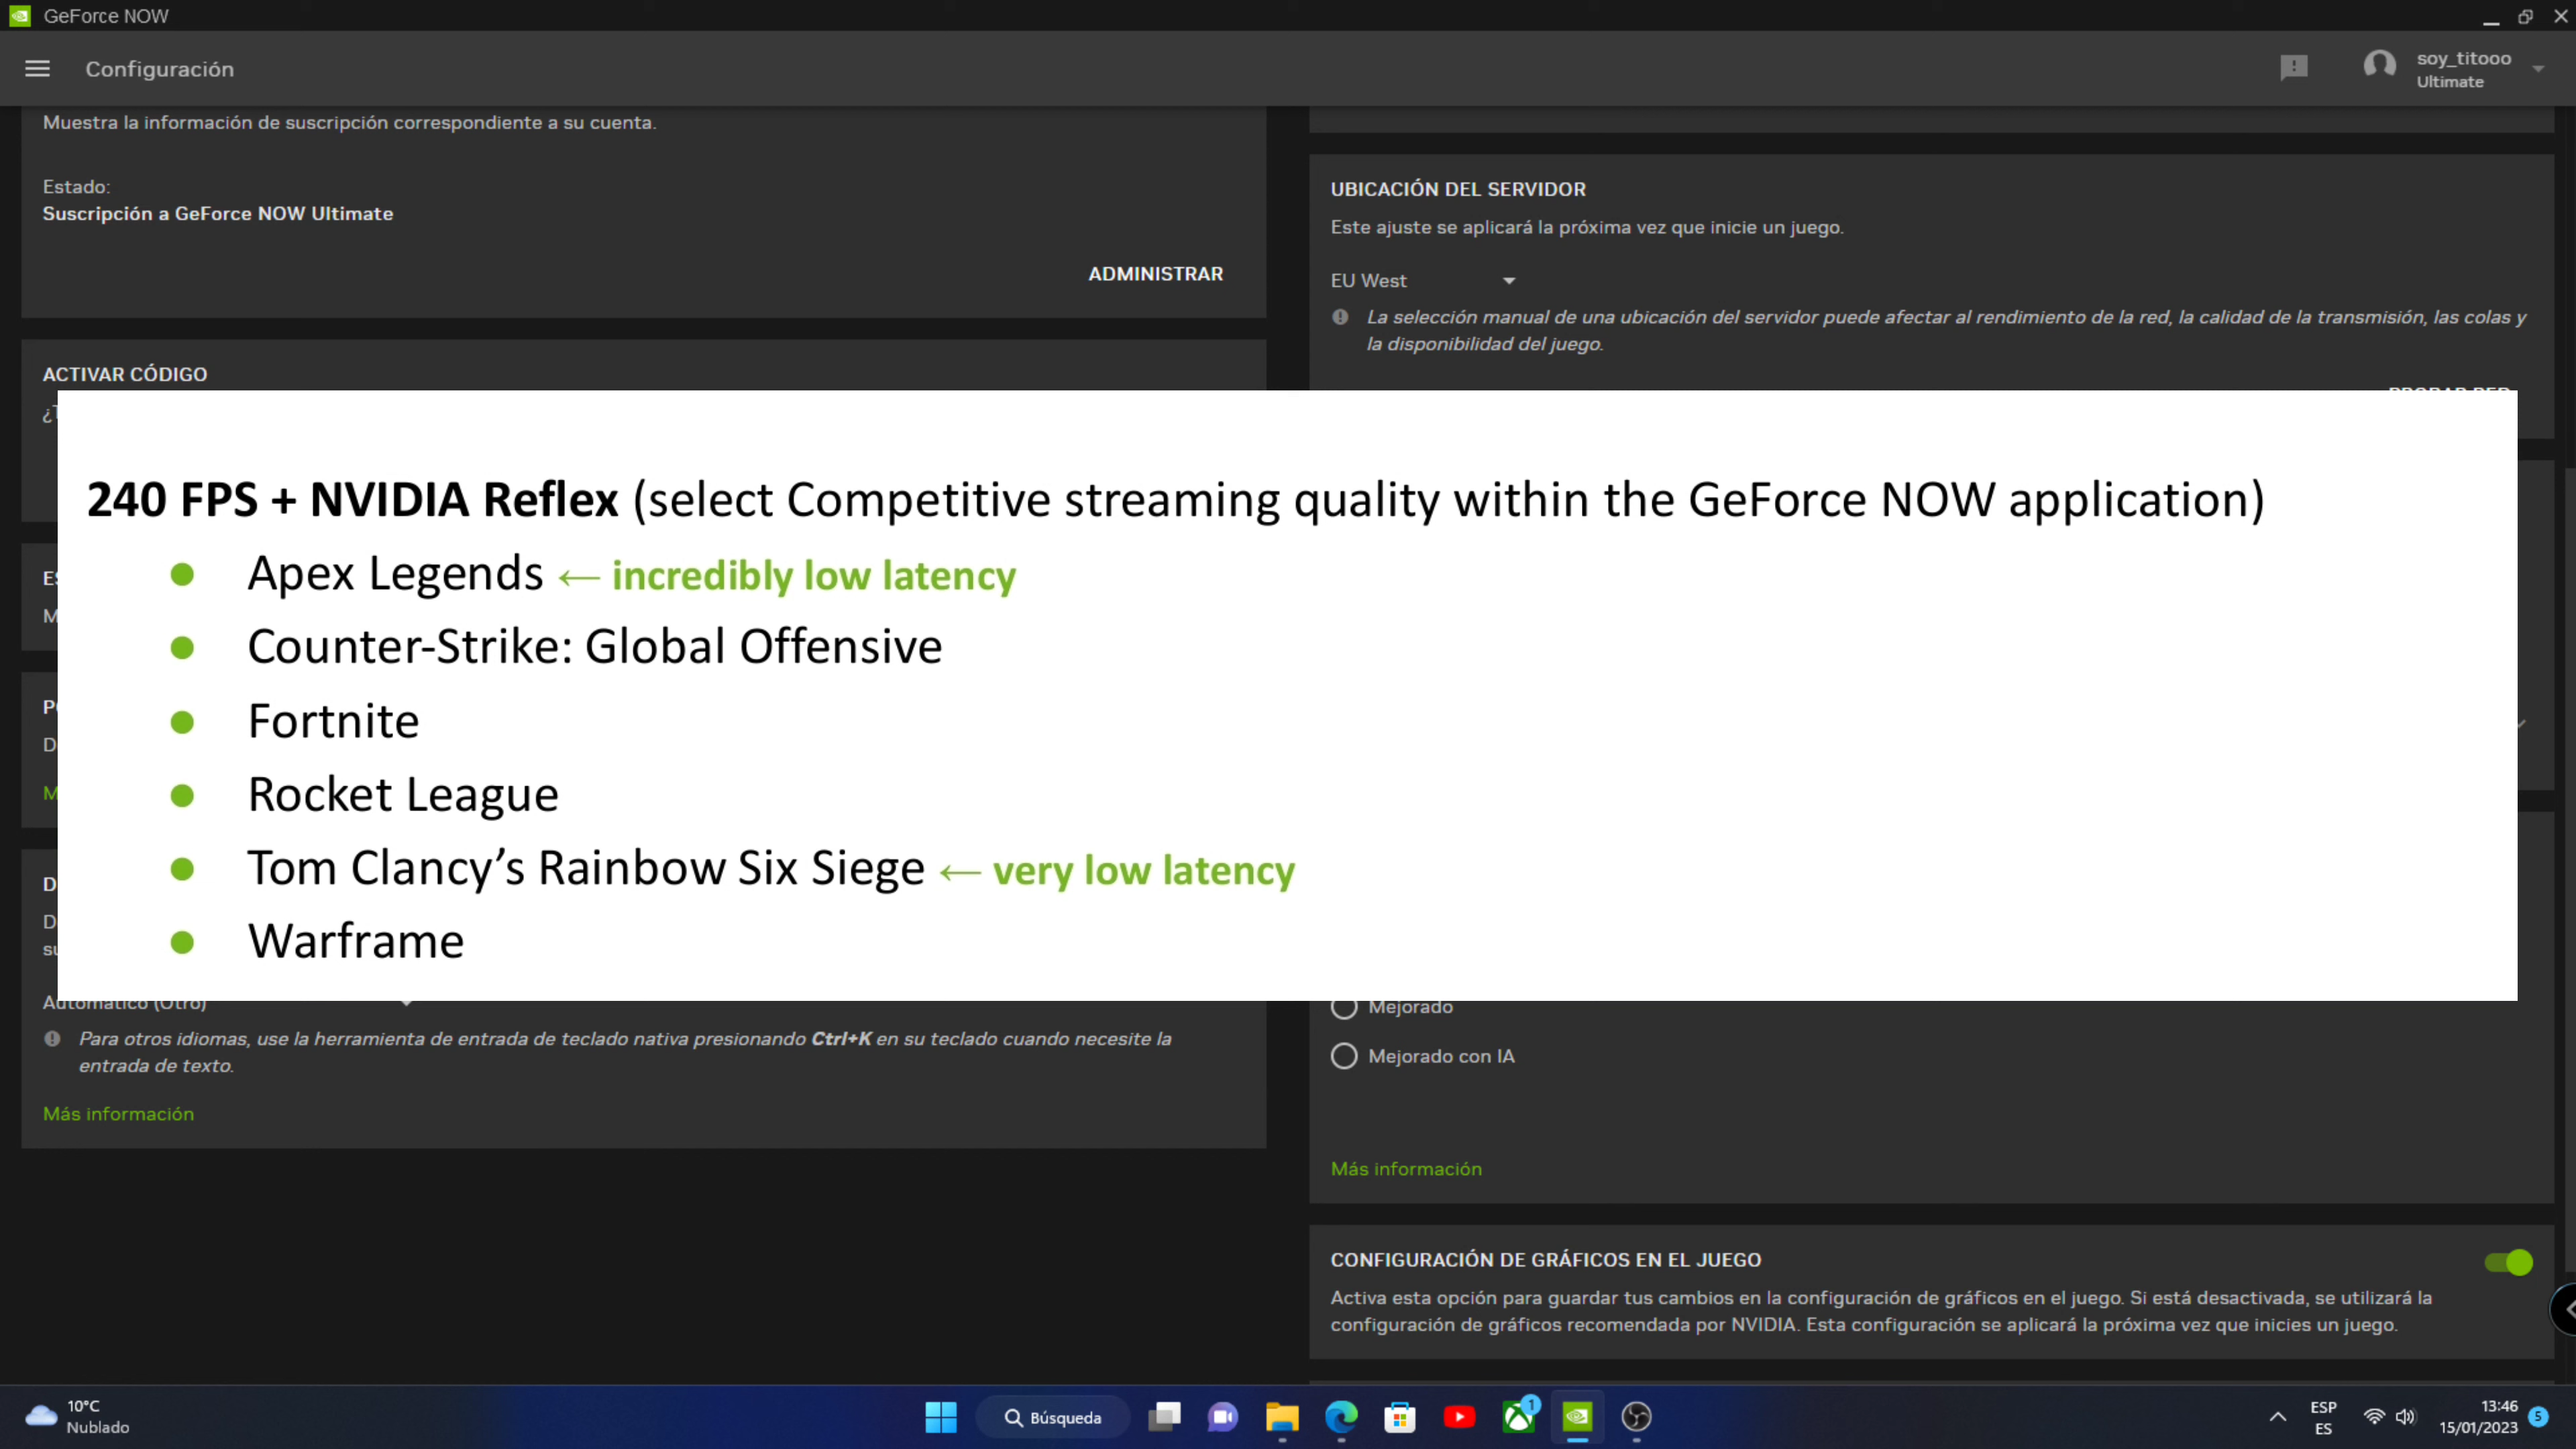 GeForce NOW
Configuración
soy_titooo
Ultimate
Muestra la información de suscripción correspondiente a su cuenta.
Estado:
Suscripción a GeForce NOW Ultimate
ADMINISTRAR
ACTIVAR CÓDIGO
UBICACIÓN DEL SERVIDOR
Este ajuste se aplicará la próxima vez que inicie un juego.
EU West
La selección manual de una ubicación del servidor puede afectar al rendimiento de la red, la calidad de la transmisión, las colas y
la disponibilidad del juego.
240 FPS + NVIDIA Reflex (select Competitive streaming quality within the GeForce NOW application)
Apex Legends ← incredibly low latency
Counter-Strike: Global Offensive
Fortnite
Rocket League
Tom Clancy’s Rainbow Six Siege ← very low latency
Warframe
Automático (Otro)
Para otros idiomas, use la herramienta de entrada de teclado nativa presionando Ctrl+K en su teclado cuando necesite la
entrada de texto.
Más información
Mejorado
Mejorado con IA
Más información
CONFIGURACIÓN DE GRÁFICOS EN EL JUEGO
Activa esta opción para guardar tus cambios en la configuración de gráficos en el juego. Si está desactivada, se utilizará la
configuración de gráficos recomendada por NVIDIA. Esta configuración se aplicará la próxima vez que inicies un juego.
10°C
Nublado
Búsqueda
1
ESP
ES
13:46
15/01/2023
5